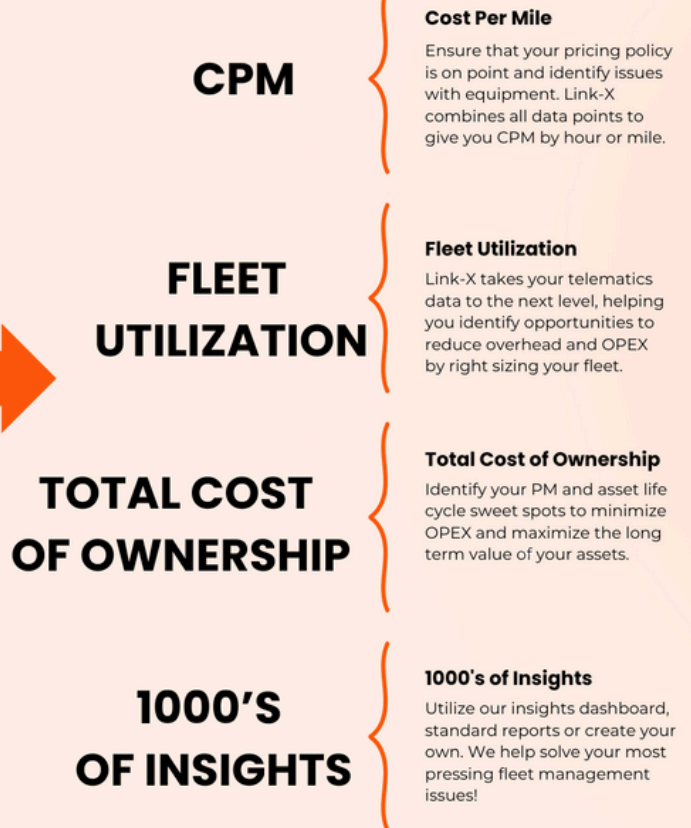 CPM
Cost Per Mile
Ensure that your pricing policy
is on point and identify issues
with equipment. Link-X
combines all data points to
give you CPM by hour or mile.
FLEET
UTILIZATION
Fleet Utilization
Link-X takes your telematics
data to the next level, helping
you identify opportunities to
reduce overhead and OPEX
by right sizing your fleet.
TOTAL COST
OF OWNERSHIP
Total Cost of Ownership
Identify your PM and asset life
cycle sweet spots to minimize
OPEX and maximize the long
term value of your assets.
1000’S
OF INSIGHTS
1000's of Insights
Utilize our insights dashboard,
standard reports or create your
own. We help solve your most
pressing fleet management
issues!